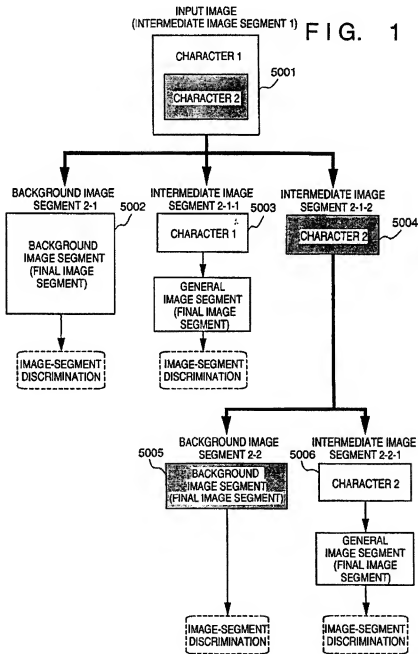 INPUT IMAGE
(INTERMEDIATE IMAGE SEGMENT 1)
FIG. 1
CHARACTER 1
CHARACTER 2
5001
BACKGROUND IMAGE
SEGMENT 2-1
5002
BACKGROUND
IMAGE SEGMENT
(FINAL IMAGE
SEGMENT)
IMAGE-SEGMENT
DISCRIMINATION
INTERMEDIATE IMAGE
SEGMENT 2-1-1
5003
CHARACTER 1
GENERAL
IMAGE SEGMENT
(FINAL IMAGE
SEGMENT)
IMAGE-SEGMENT
DISCRIMINATION
INTERMEDIATE IMAGE
SEGMENT 2-1-2
CHARACTER 2
5004
BACKGROUND IMAGE
SEGMENT 2-2
5005
BACKGROUND
IMAGE SEGMENT
(FINAL IMAGE SEGMENT)
IMAGE-SEGMENT
DISCRIMINATION
INTERMEDIATE IMAGE
SEGMENT 2-2-1
5006
CHARACTER 2
GENERAL
IMAGE SEGMENT
(FINAL IMAGE
SEGMENT)
IMAGE-SEGMENT
DISCRIMINATION